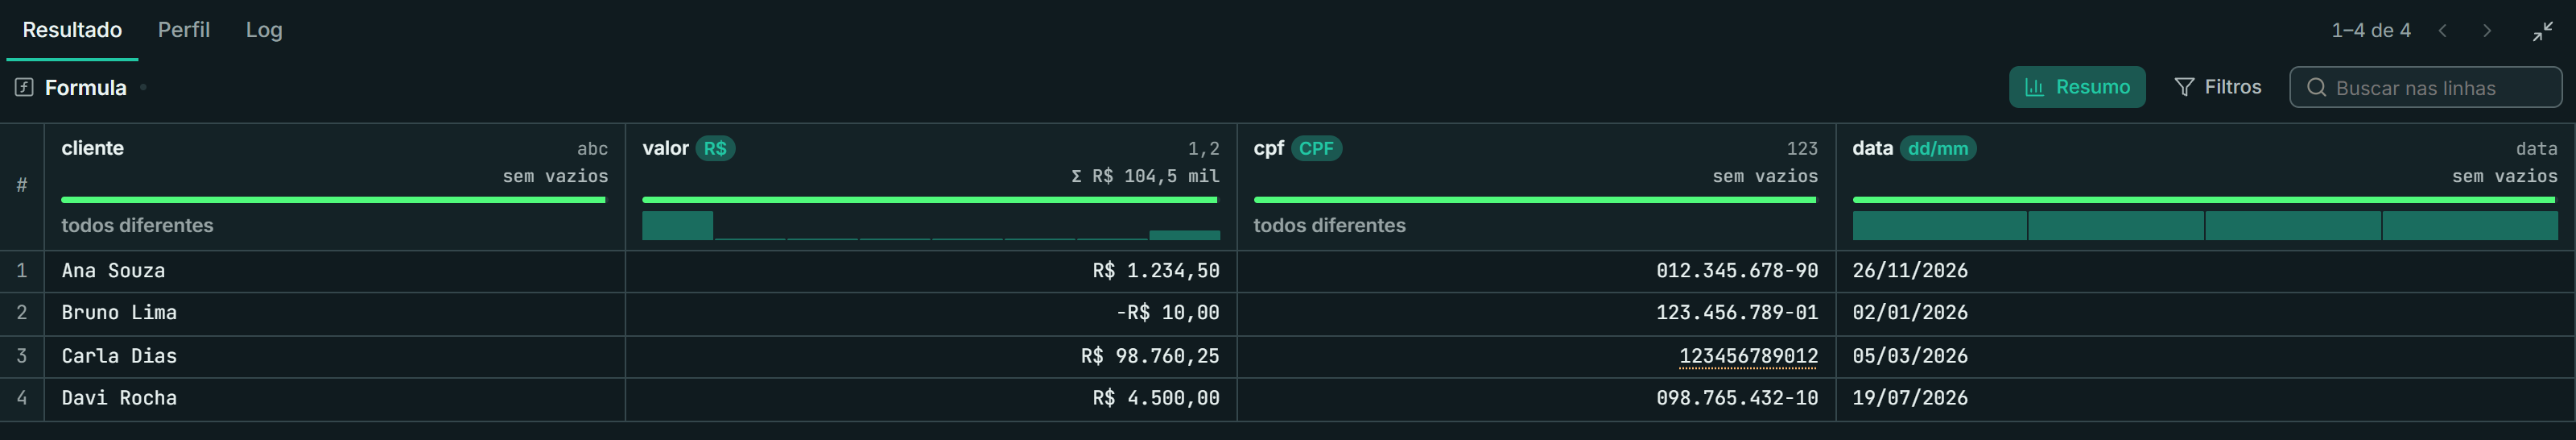 Resultado Perfil Log 1–4 de 4
Formula Resumo Filtros Buscar nas linhas
# cliente abc valor R$ 1,2 cpf CPF 123 data dd/mm data
sem vazios Σ R$ 104,5 mil sem vazios sem vazios
todos diferentes todos diferentes
1 Ana Souza R$ 1.234,50 012.345.678-90 26/11/2026
2 Bruno Lima -R$ 10,00 123.456.789-01 02/01/2026
3 Carla Dias R$ 98.760,25 123456789012 05/03/2026
4 Davi Rocha R$ 4.500,00 098.765.432-10 19/07/2026